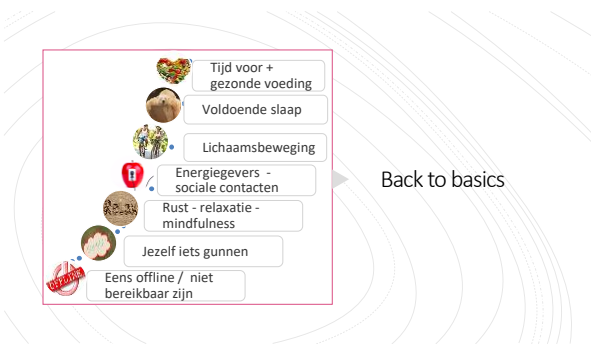 Tijd voor +
gezonde voeding
Voldoende slaap
Lichaamsbeweging
Energiegevers -
sociale contacten
Rust - relaxatie -
mindfulness
Jezelf iets gunnen
OFFLINE
Eens offline / niet
bereikbaar zijn
Back to basics